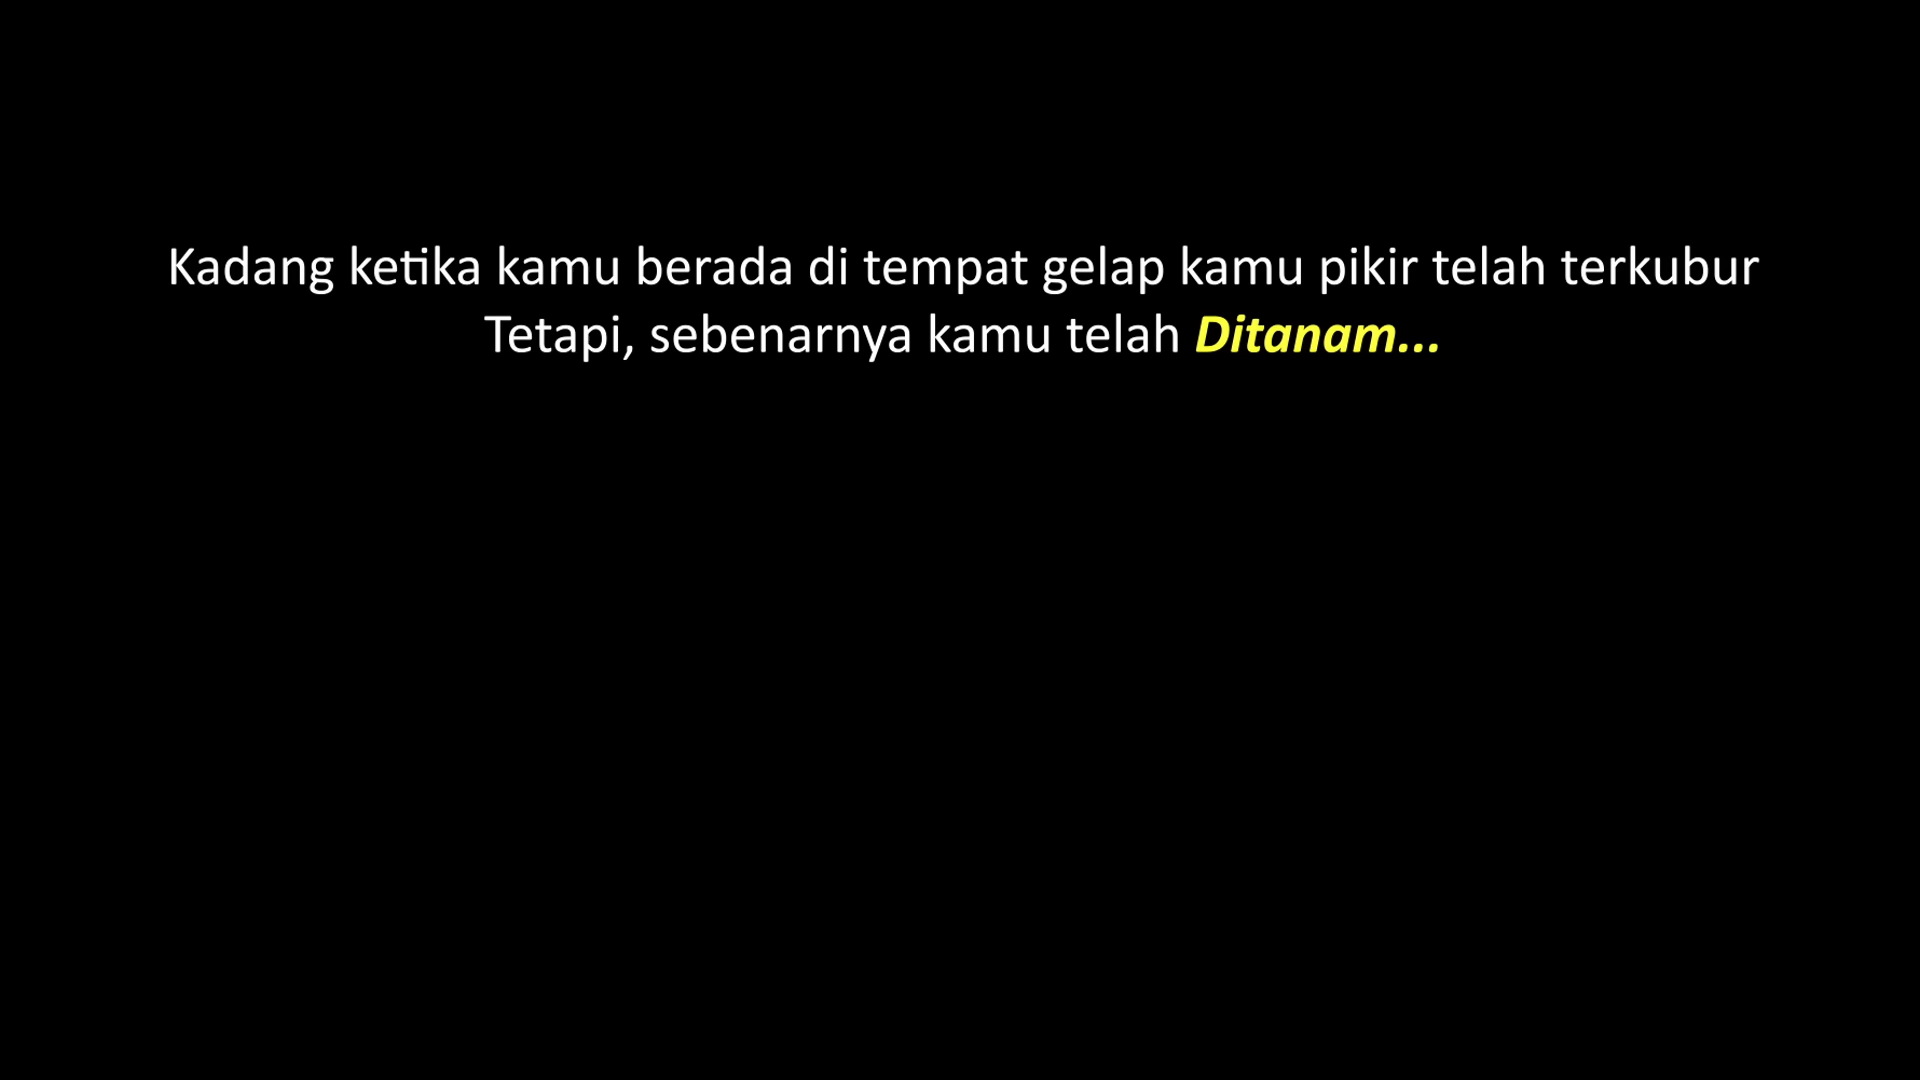 Kadang ketika kamu berada di tempat gelap kamu pikir telah terkubur
Tetapi, sebenarnya kamu telah Ditanam...